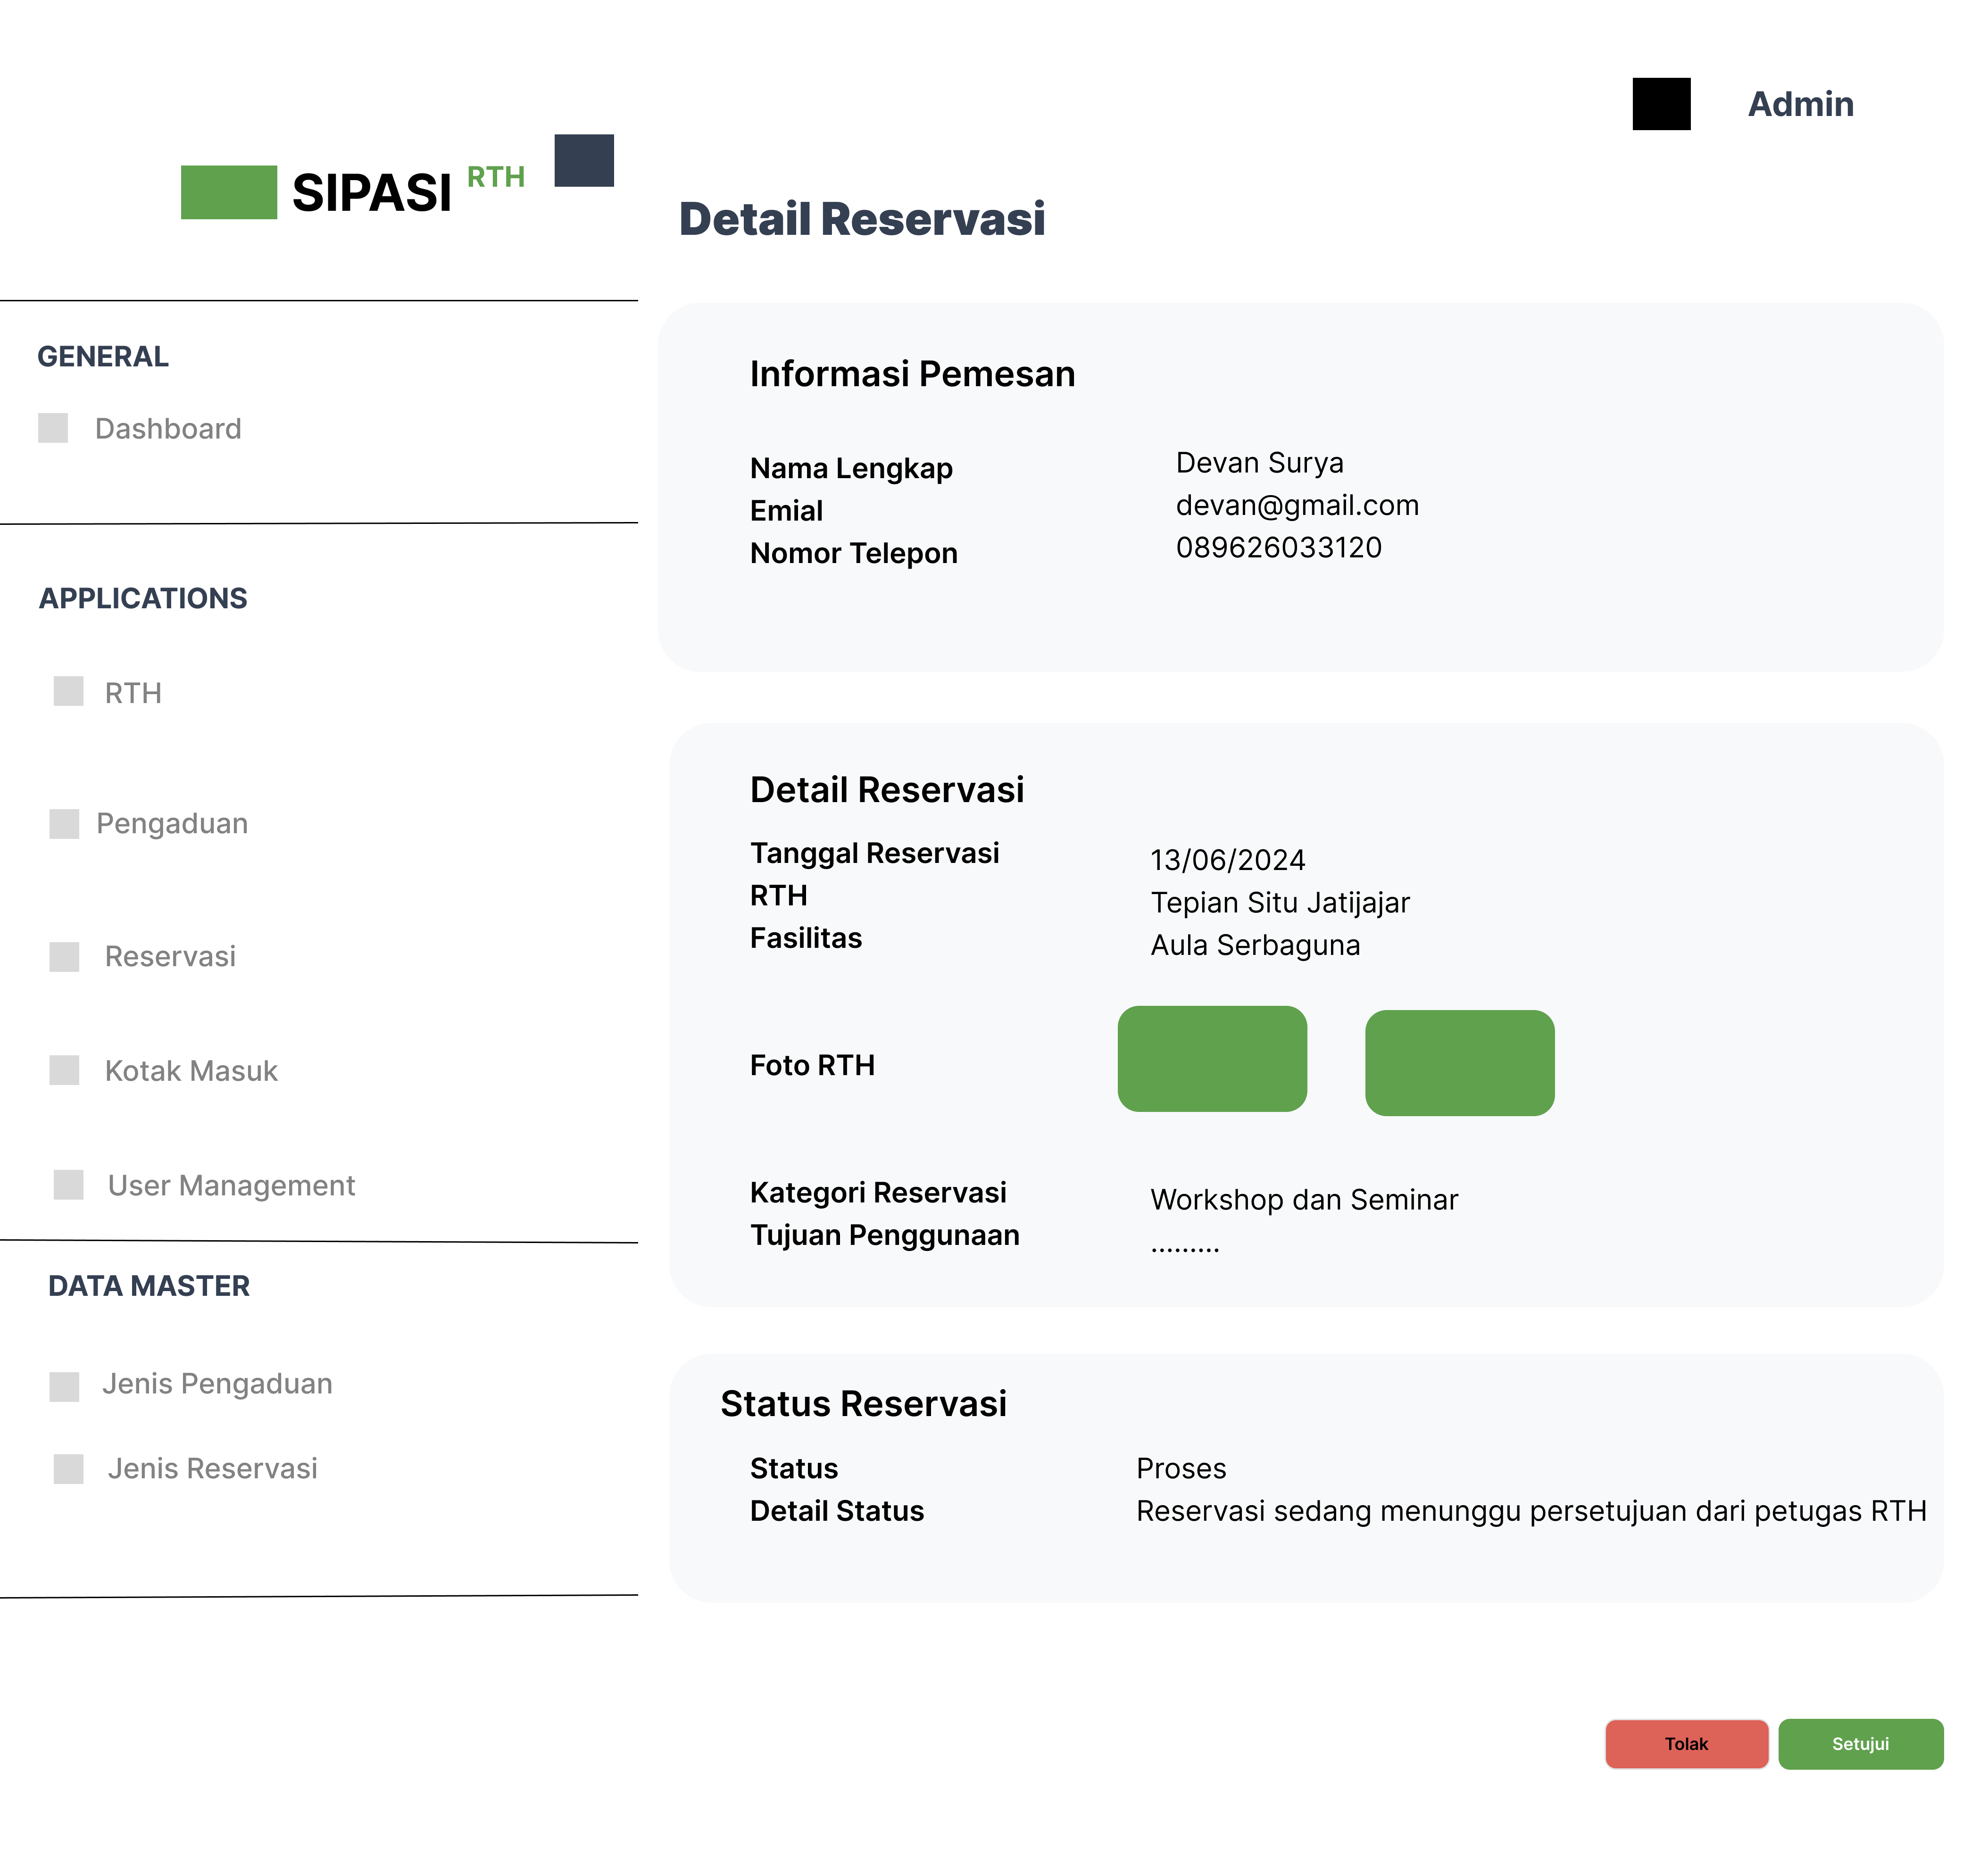 Admin
SIPASI RTH
Detail Reservasi
GENERAL
Dashboard
APPLICATIONS
RTH
Pengaduan
Reservasi
Kotak Masuk
User Management
DATA MASTER
Jenis Pengaduan
Jenis Reservasi
Informasi Pemesan
Nama Lengkap Devan Surya
Emial devan@gmail.com
Nomor Telepon 089626033120
Detail Reservasi
Tanggal Reservasi 13/06/2024
RTH Tepian Situ Jatijajar
Fasilitas Aula Serbaguna
Foto RTH
Kategori Reservasi Workshop dan Seminar
Tujuan Penggunaan .........
Status Reservasi
Status Proses
Detail Status Reservasi sedang menunggu persetujuan dari petugas RTH
Tolak Setujui